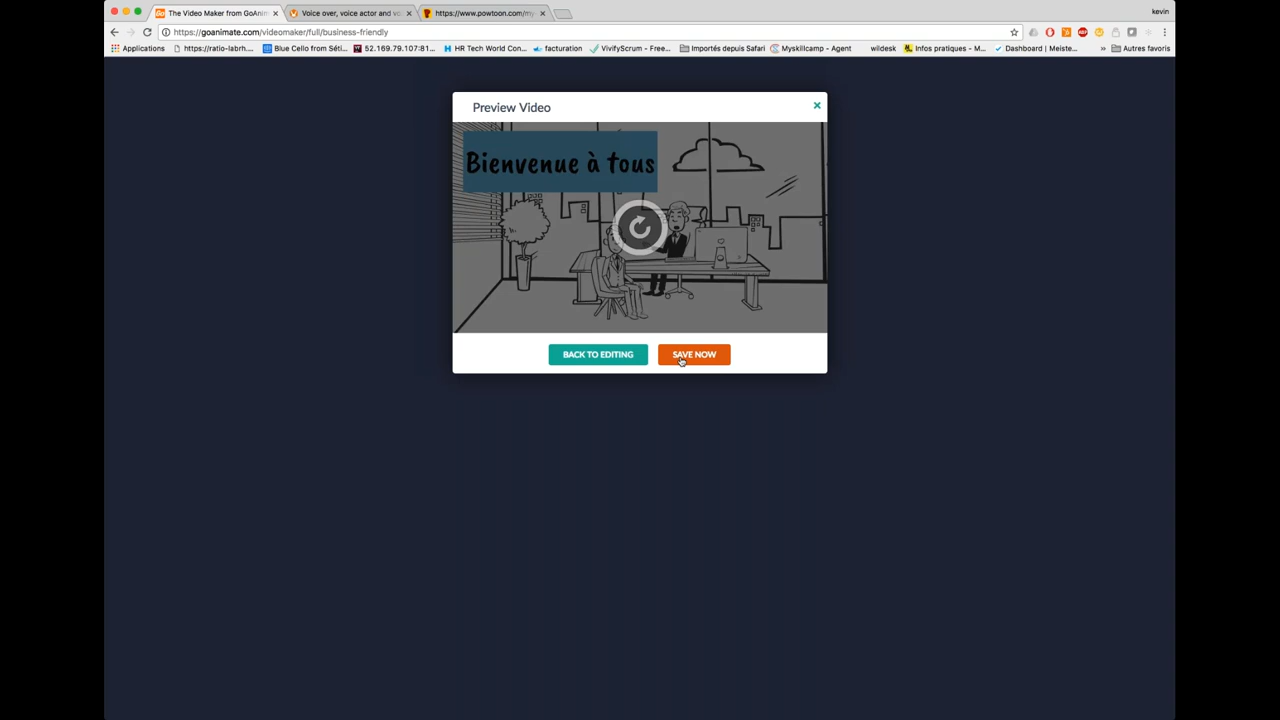 The Video Maker from GoAnim
Voice over, voice actor and vo
https://www.powtoon.com/my
kevin
https://goanimate.com/videomaker/full/business-friendly
Applications
https://ratio-labrh.co...
Blue Cello from Séti...
52.169.79.107:81...
HR Tech World Con...
facturation
VivifyScrum - Free...
Importés depuis Safari
Myskillcamp - Agent
wildesk
Infos pratiques - M...
Dashboard | Meiste...
Autres favoris
Preview Video
Bienvenue à tous
BACK TO EDITING
SAVE NOW